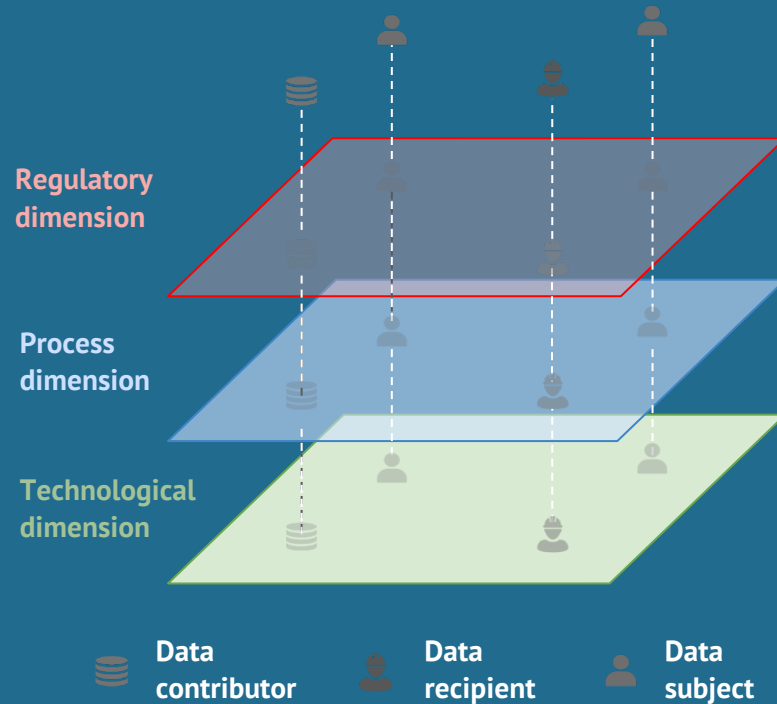 Regulatory
dimension
Process
dimension
Technological
dimension
Data
contributor
Data
recipient
Data
subject